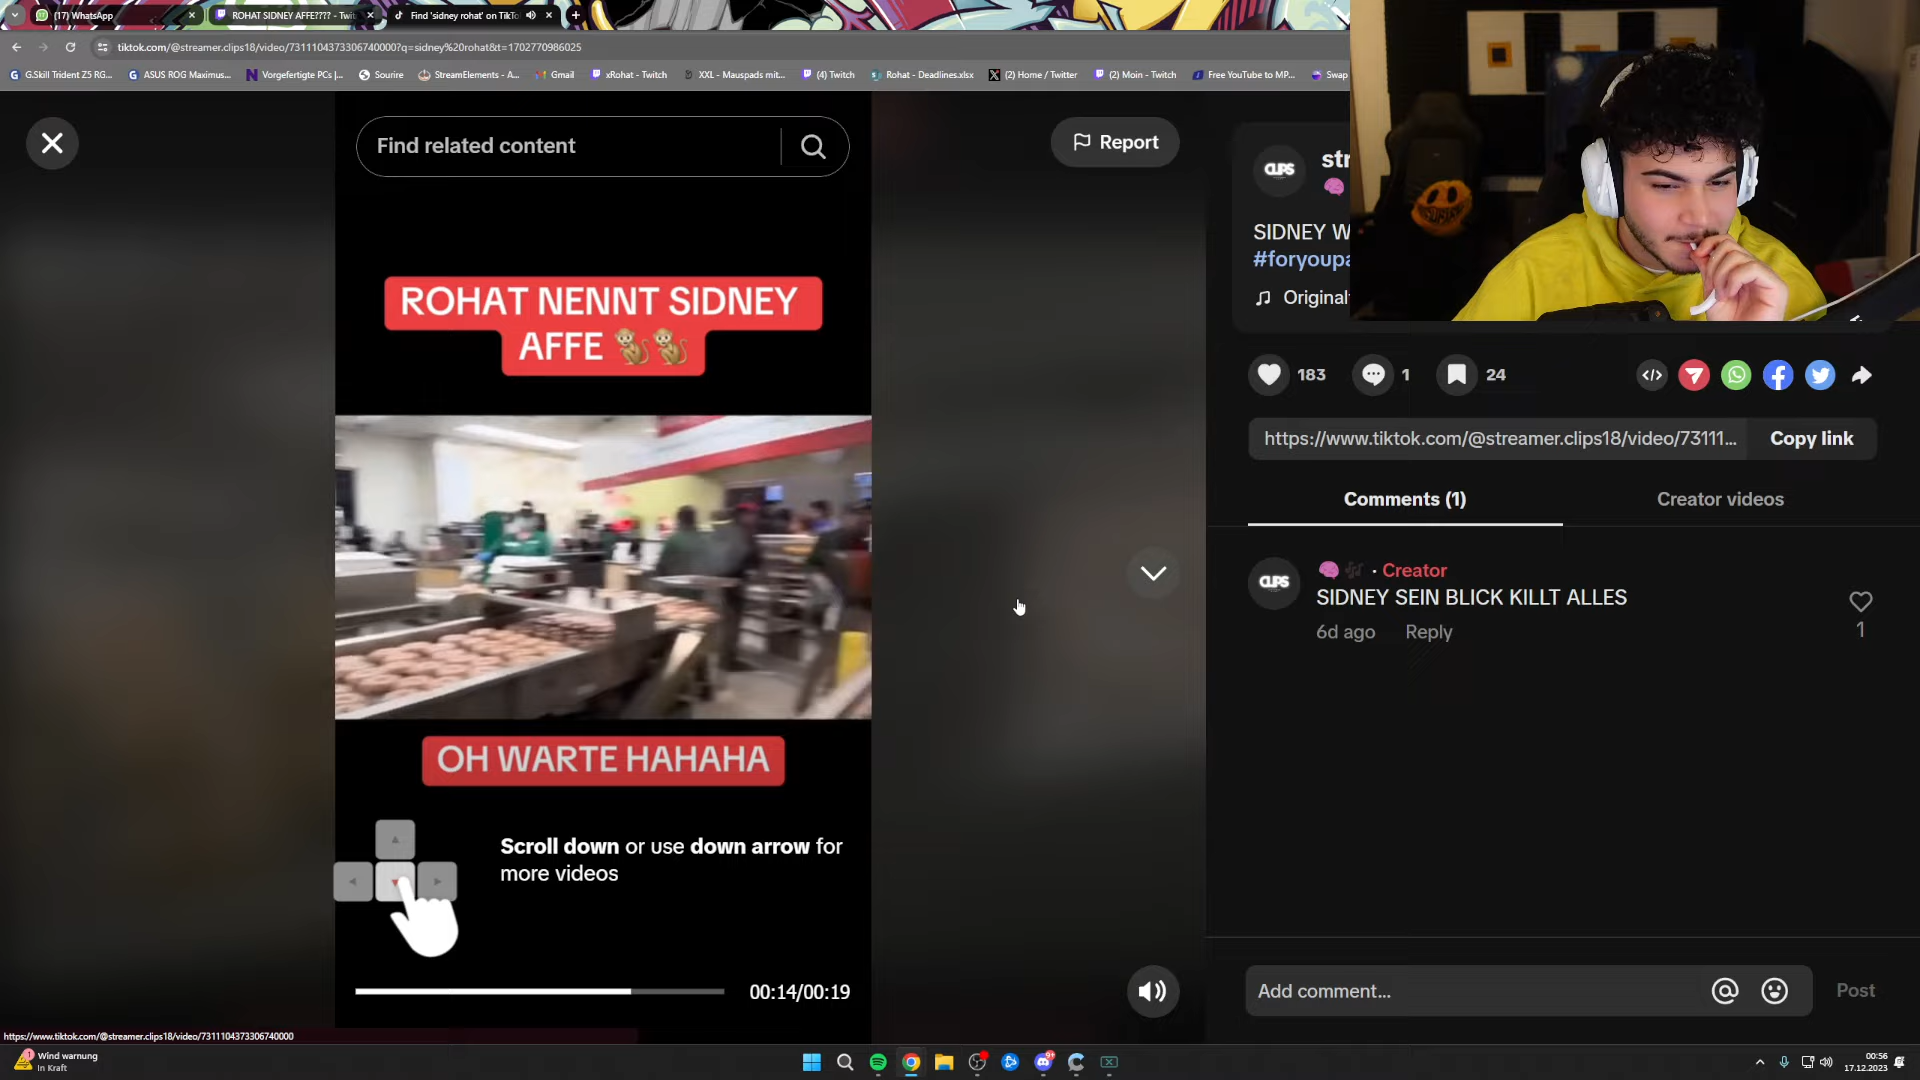 (17) WhatsApp
ROHAT SIDNEY AFFE???? - Twit
Find 'sidney rohat' on TikTo
tiktok.com/@streamer.clips18/video/7311104373306740000?q=sidney%20rohat&t=1702770986025
G.Skill Trident Z5 RG...
ASUS ROG Maximus...
Vorgefertigte PCs |...
Sourire
StreamElements - A...
Gmail
xRohat - Twitch
XXL - Mauspads mit...
(4) Twitch
Rohat - Deadlines.xlsx
(2) Home / Twitter
(2) Moin - Twitch
Free YouTube to MP...
Swap
Find related content
Report
ROHAT NENNT SIDNEY
AFFE
OH WARTE HAHAHA
Scroll down or use down arrow for
more videos
00:14/00:19
CLIPS
str
SIDNEY W
#foryoupa
Original
183
1
24
https://www.tiktok.com/@streamer.clips18/video/73111...
Copy link
Comments (1)
Creator videos
CLIPS
· Creator
SIDNEY SEIN BLICK KILLT ALLES
6d ago
Reply
1
Add comment...
Post
https://www.tiktok.com/@streamer.clips18/video/7311104373306740000
1
Wind warnung
In Kraft
00:56
17.12.2023